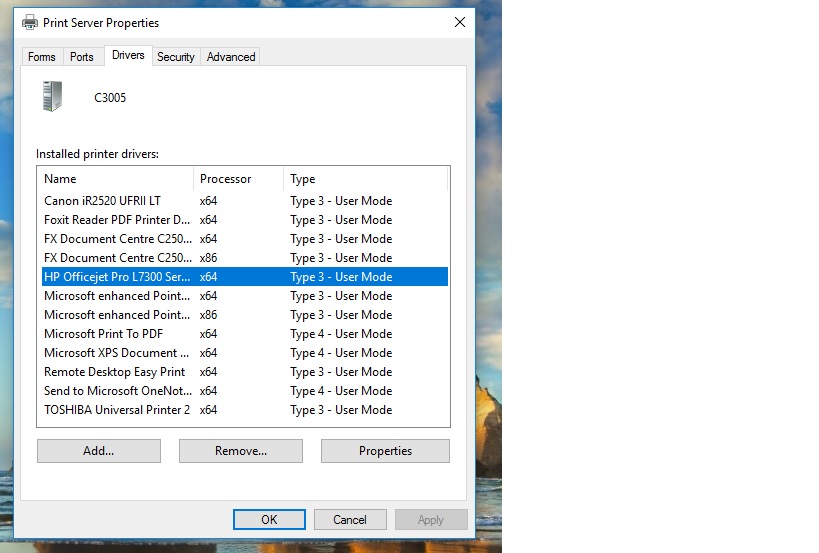 Print Server Properties
Forms Ports Drivers Security Advanced
C3005
Installed printer drivers:
Name Processor Type
Canon iR2520 UFRII LT x64 Type 3 - User Mode
Foxit Reader PDF Printer D... x64 Type 3 - User Mode
FX Document Centre C250... x64 Type 3 - User Mode
FX Document Centre C250... x86 Type 3 - User Mode
HP Officejet Pro L7300 Ser... x64 Type 3 - User Mode
Microsoft enhanced Point... x64 Type 3 - User Mode
Microsoft enhanced Point... x86 Type 3 - User Mode
Microsoft Print To PDF x64 Type 4 - User Mode
Microsoft XPS Document ... x64 Type 4 - User Mode
Remote Desktop Easy Print x64 Type 3 - User Mode
Send to Microsoft OneNot... x64 Type 4 - User Mode
TOSHIBA Universal Printer 2 x64 Type 3 - User Mode
Add... Remove... Properties
OK Cancel Apply